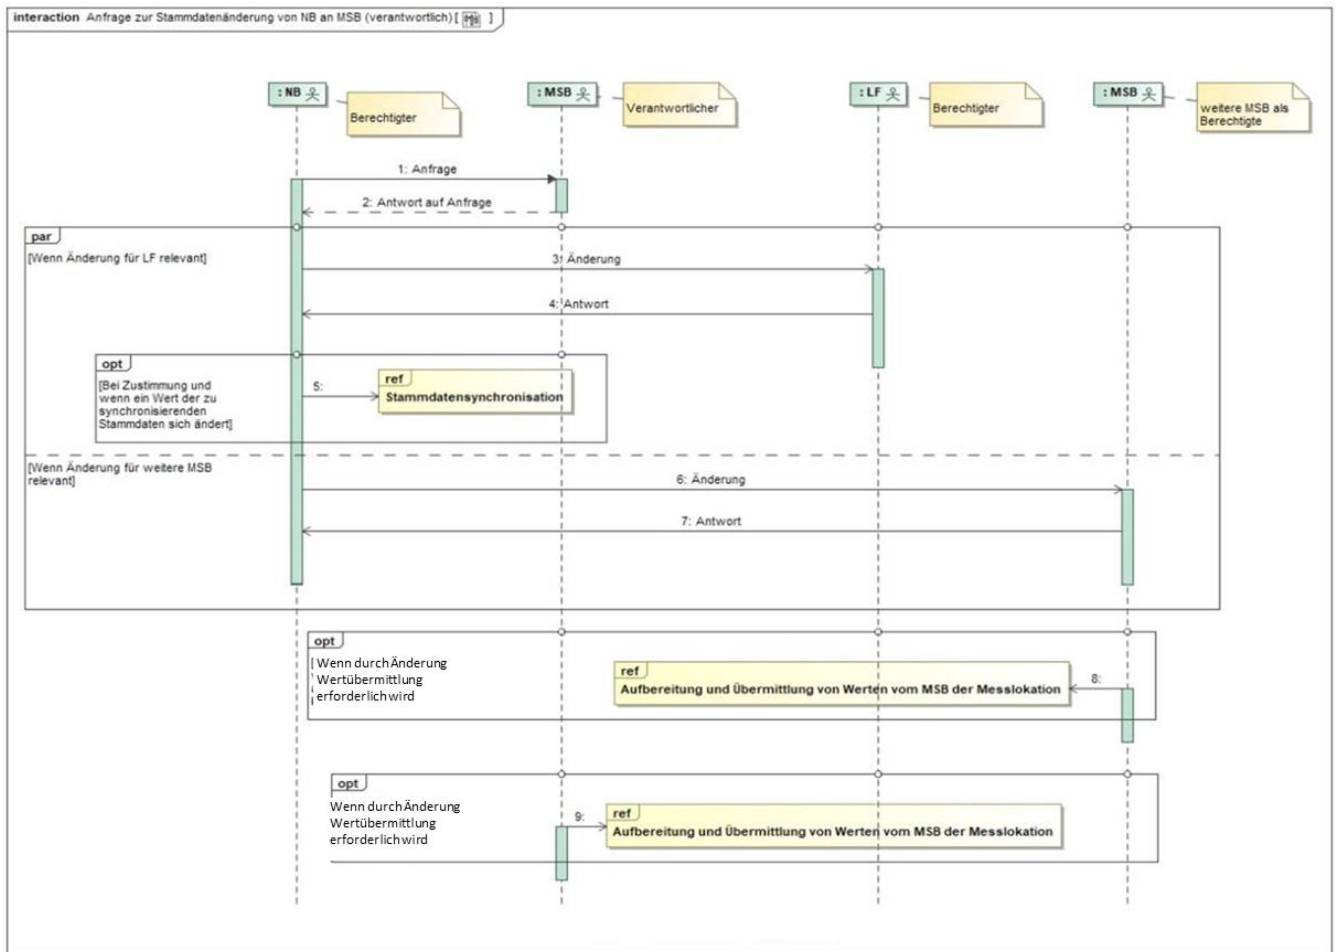 interaction Anfrage zur Stammdatenänderung von NB an MSB (verantwortlich) [ ]
: NB
Berechtigter
: MSB
Verantwortlicher
: LF
Berechtigter
: MSB
weitere MSB als
Berechtigte
1: Anfrage
2: Antwort auf Anfrage
par
[Wenn Änderung für LF relevant]
3: Änderung
4: Antwort
opt
[Bei Zustimmung und
wenn ein Wert der zu
synchronisierenden
Stammdaten sich ändert]
5:
ref
Stammdatensynchronisation
[Wenn Änderung für weitere MSB
relevant]
6: Änderung
7: Antwort
opt
[Wenn durch Änderung
Wertübermittlung
erforderlich wird
ref
Aufbereitung und Übermittlung von Werten vom MSB der Messlokation
8:
opt
Wenn durch Änderung
Wertübermittlung
erforderlich wird
9:
ref
Aufbereitung und Übermittlung von Werten vom MSB der Messlokation